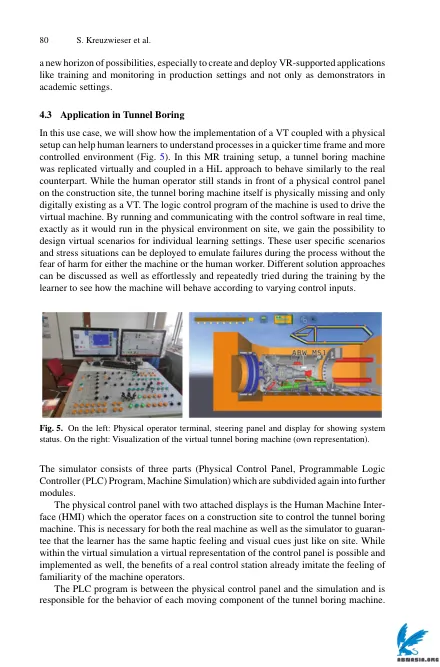 80 S. Kreuzwieser et al.
a new horizon of possibilities, especially to create and deploy VR-supported applications
like training and monitoring in production settings and not only as demonstrators in
academic settings.
4.3 Application in Tunnel Boring
In this use case, we will show how the implementation of a VT coupled with a physical
setup can help human learners to understand processes in a quicker time frame and more
controlled environment (Fig. 5). In this MR training setup, a tunnel boring machine
was replicated virtually and coupled in a HiL approach to behave similarly to the real
counterpart. While the human operator still stands in front of a physical control panel
on the construction site, the tunnel boring machine itself is physically missing and only
digitally existing as a VT. The logic control program of the machine is used to drive the
virtual machine. By running and communicating with the control software in real time,
exactly as it would run in the physical environment on site, we gain the possibility to
design virtual scenarios for individual learning settings. These user specific scenarios
and stress situations can be deployed to emulate failures during the process without the
fear of harm for either the machine or the human worker. Different solution approaches
can be discussed as well as effortlessly and repeatedly tried during the training by the
learner to see how the machine will behave according to varying control inputs.
Fig. 5. On the left: Physical operator terminal, steering panel and display for showing system
status. On the right: Visualization of the virtual tunnel boring machine (own representation).
The simulator consists of three parts (Physical Control Panel, Programmable Logic
Controller (PLC) Program, Machine Simulation) which are subdivided again into further
modules.
The physical control panel with two attached displays is the Human Machine Inter-
face (HMI) which the operator faces on a construction site to control the tunnel boring
machine. This is necessary for both the real machine as well as the simulator to guaran-
tee that the learner has the same haptic feeling and visual cues just like on site. While
within the virtual simulation a virtual representation of the control panel is possible and
implemented as well, the benefits of a real control station already imitate the feeling of
familiarity of the machine operators.
The PLC program is between the physical control panel and the simulation and is
responsible for the behavior of each moving component of the tunnel boring machine.